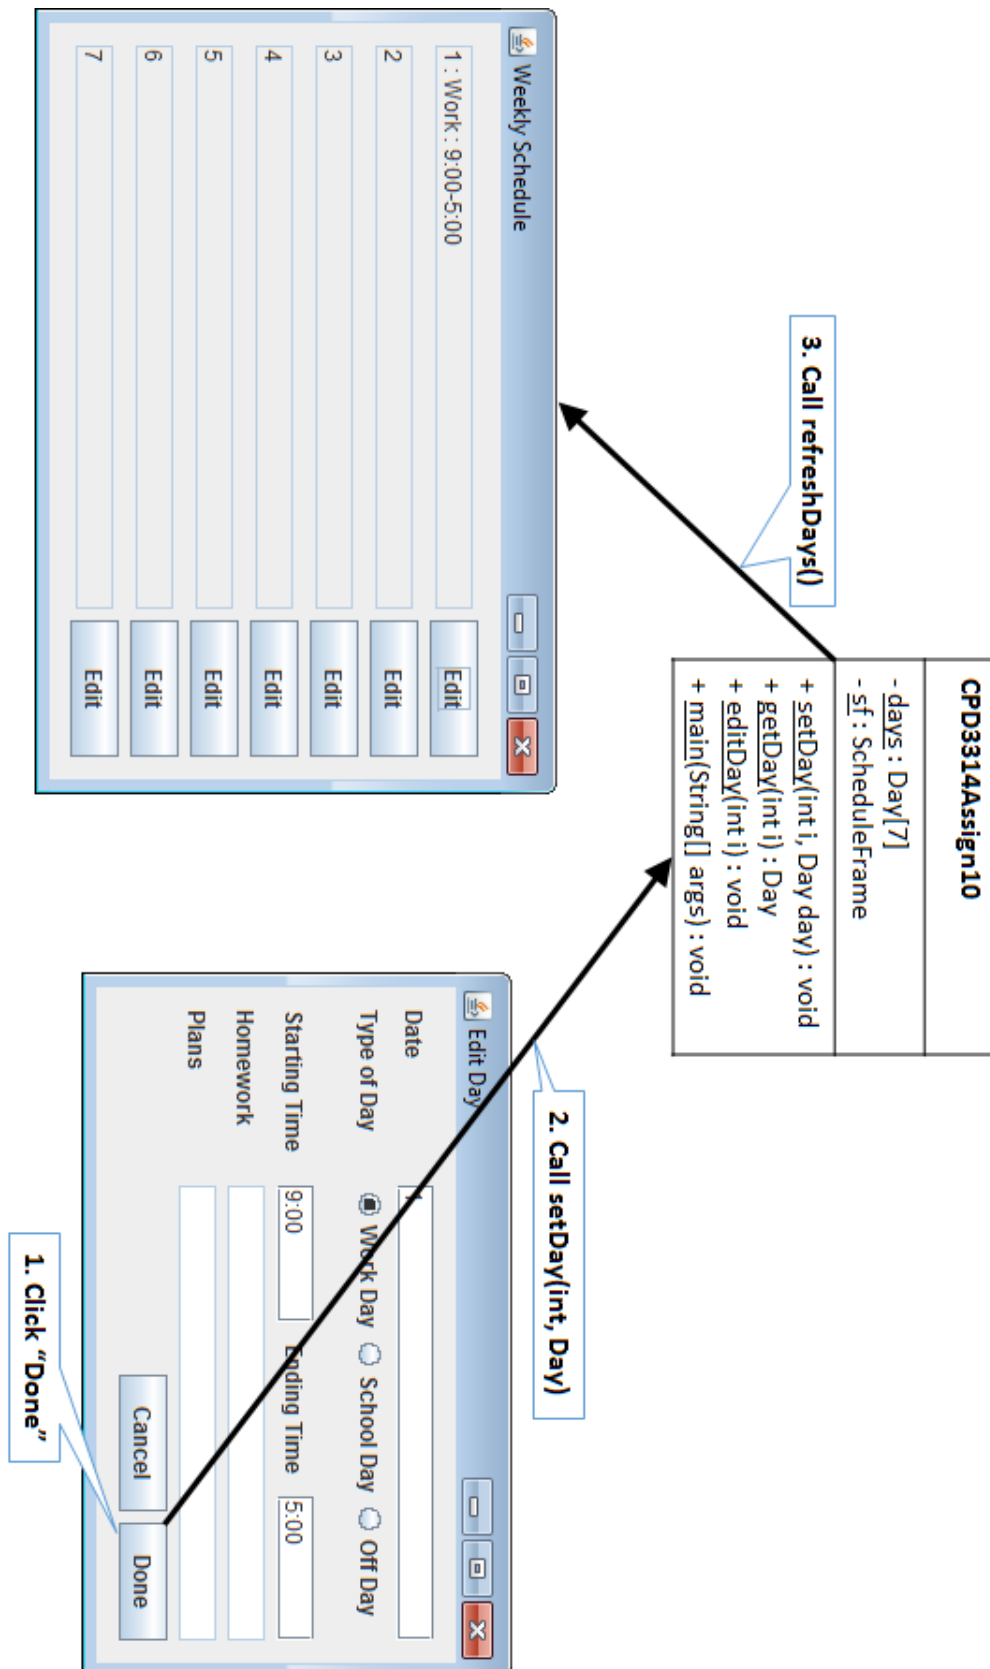 CPD3314Assign10
- days : Day[7]
- sf : ScheduleFrame
+ setDay(int i, Day day) : void
+ getDay(int i) : Day
+ editDay(int i) : void
+ main(String[] args) : void
3. Call refreshDays()
2. Call setDay(int, Day)
Weekly Schedule
1 : Work : 9:00-5:00 Edit
2 Edit
3 Edit
4 Edit
5 Edit
6 Edit
7 Edit
Edit Day
Date
Type of Day Work Day School Day Off Day
Starting Time 9:00 Ending Time 5:00
Homework
Plans
Cancel Done
1. Click “Done”